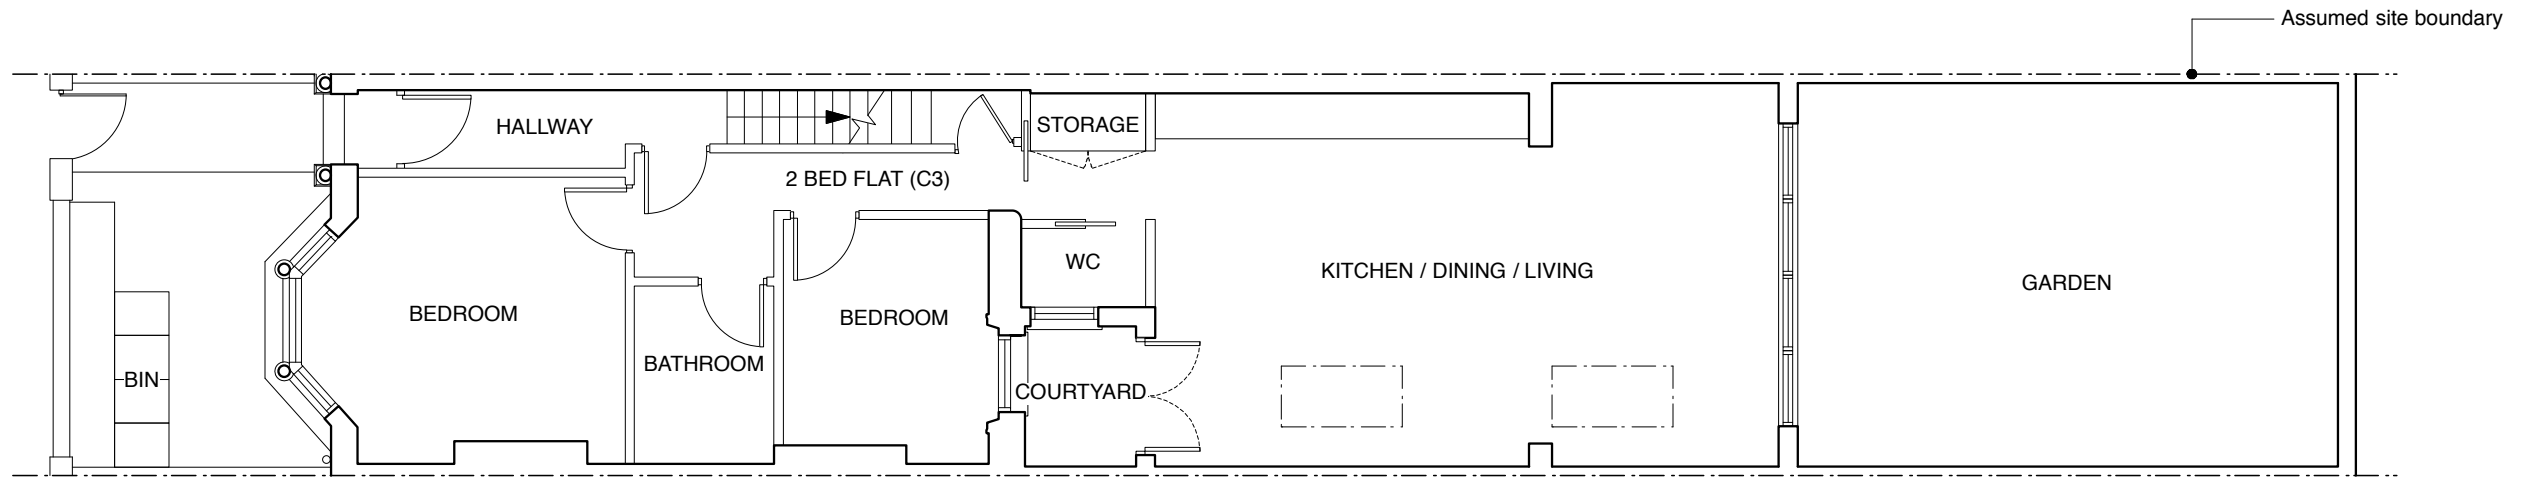 Assumed site boundary
HALLWAY
STORAGE
2 BED FLAT (C3)
WC
KITCHEN / DINING / LIVING
GARDEN
BEDROOM
BEDROOM
BATHROOM
BIN
COURTYARD